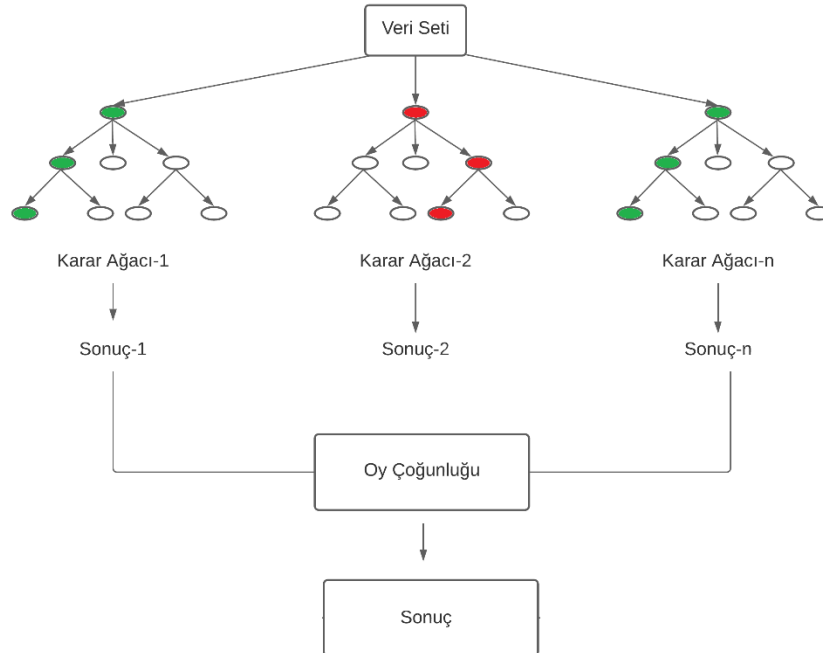 Veri Seti
Karar Ağacı-1
Karar Ağacı-2
Karar Ağacı-n
Sonuç-1
Sonuç-2
Sonuç-n
Oy Çoğunluğu
Sonuç